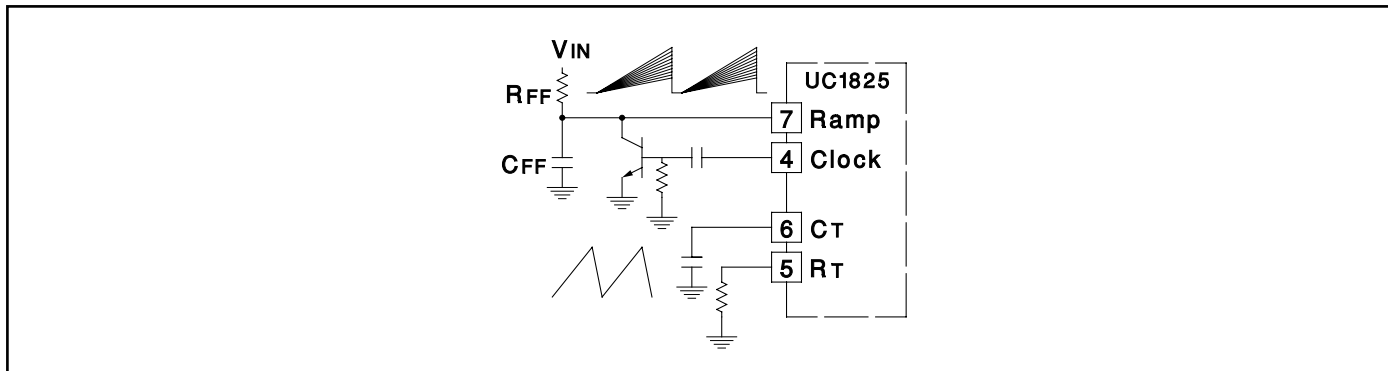 VIN
RFF
CFF
UC1825
7 Ramp
4 Clock
6 CT
5 RT